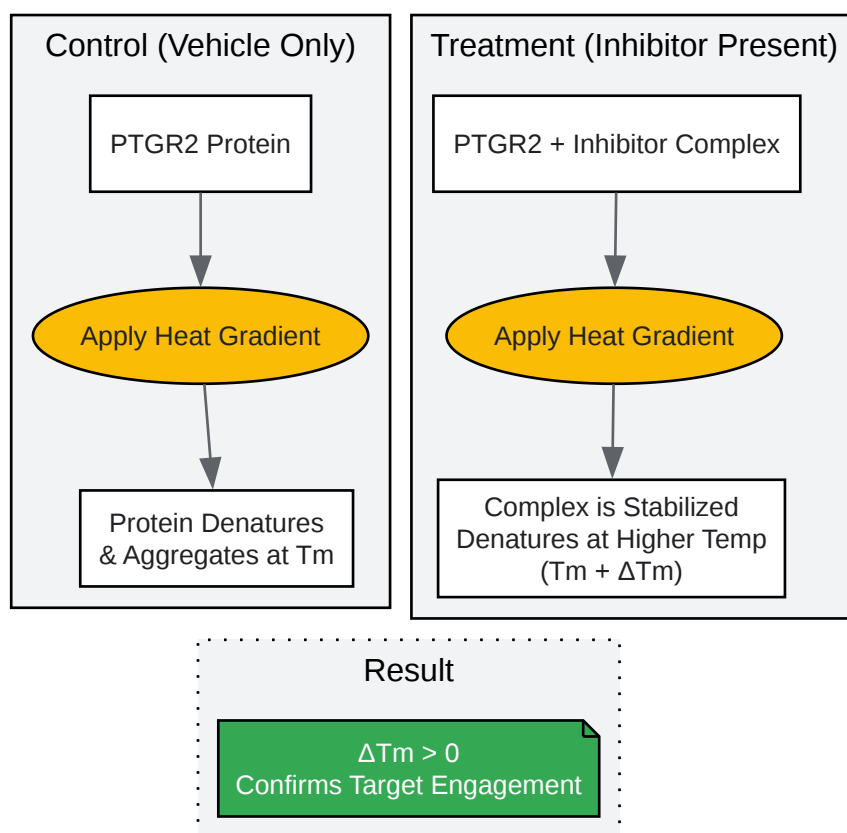 Control (Vehicle Only)
PTGR2 Protein
Apply Heat Gradient
Protein Denatures
& Aggregates at Tm
Treatment (Inhibitor Present)
PTGR2 + Inhibitor Complex
Apply Heat Gradient
Complex is Stabilized
Denatures at Higher Temp
(Tm + ΔTm)
Result
ΔTm > 0
Confirms Target Engagement